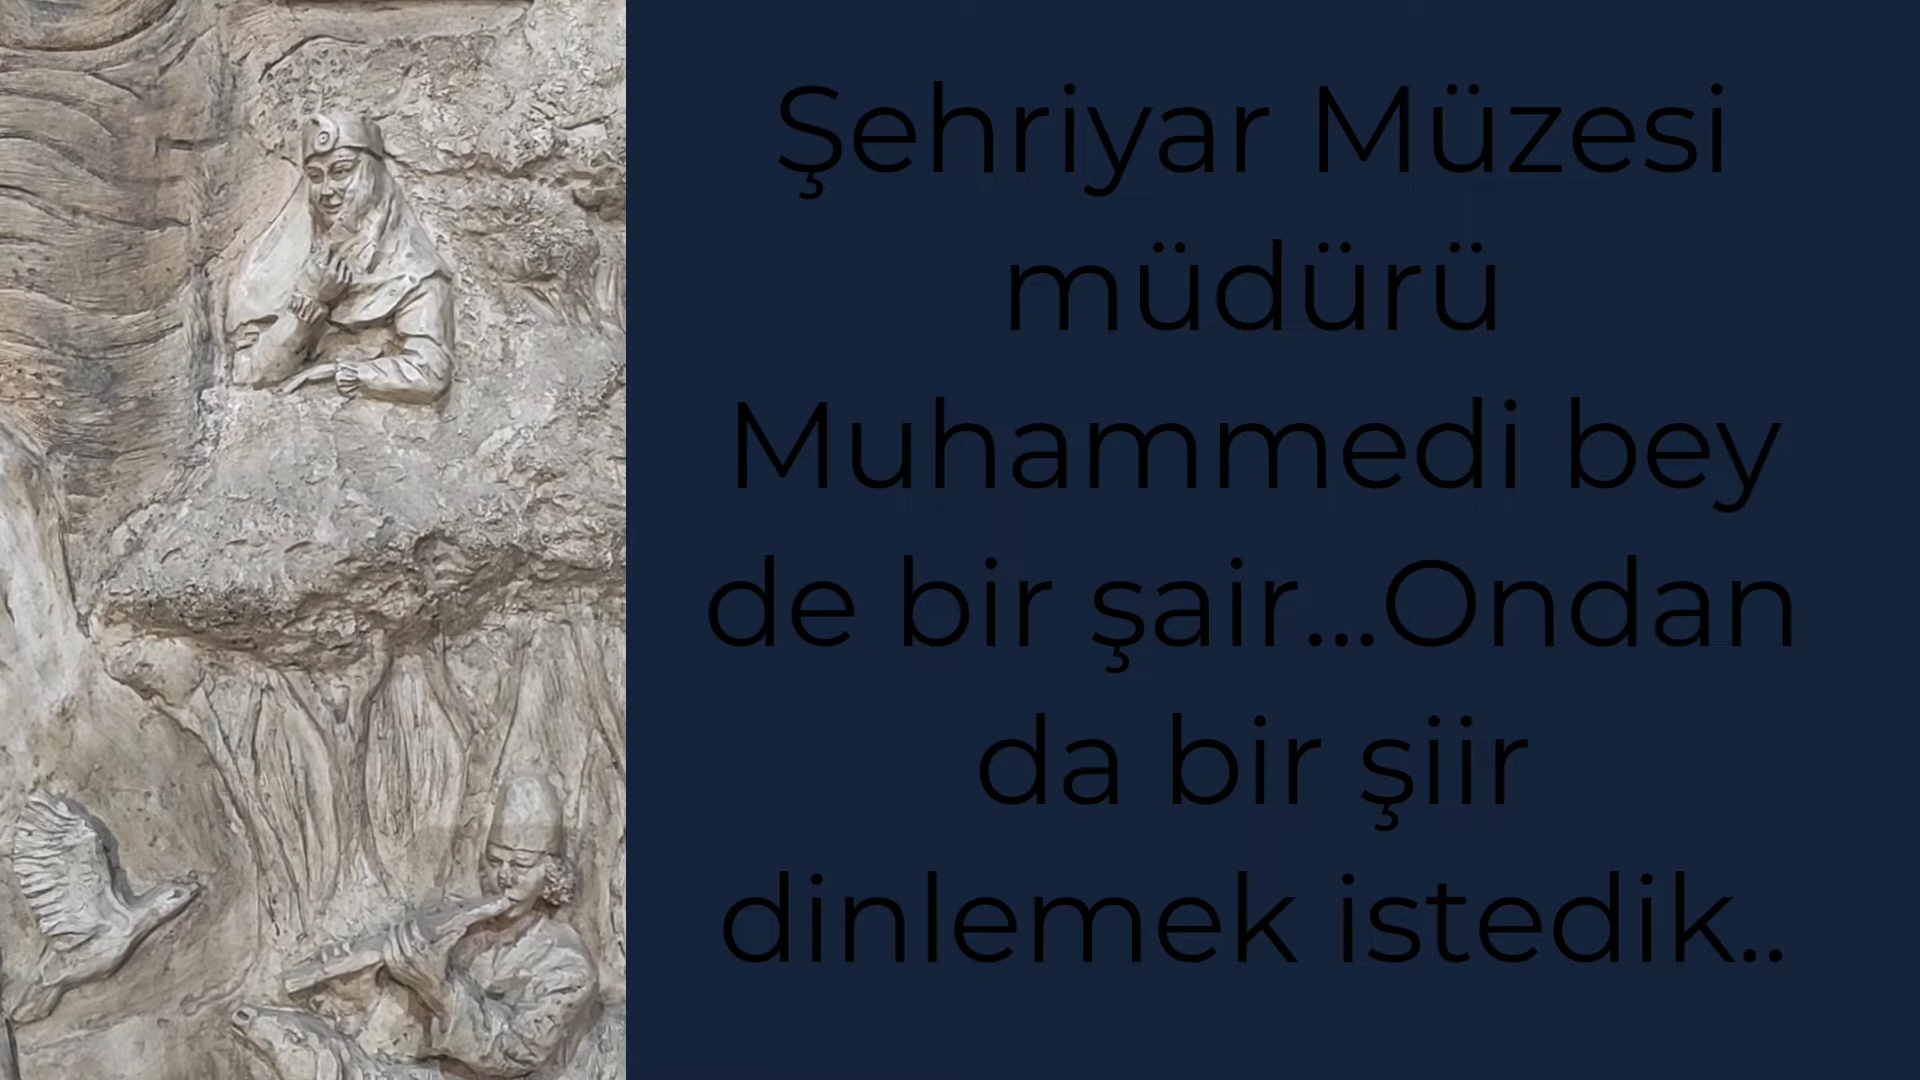 Şehriyar Müzesi
müdürü
Muhammedi bey
de bir şair...Ondan
da bir şiir
dinlemek istedik..